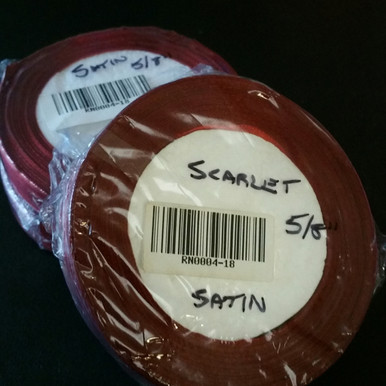 SATIN 5/8"
RN0004-18
SCARLET
5/8"
RN0004-18
SATIN